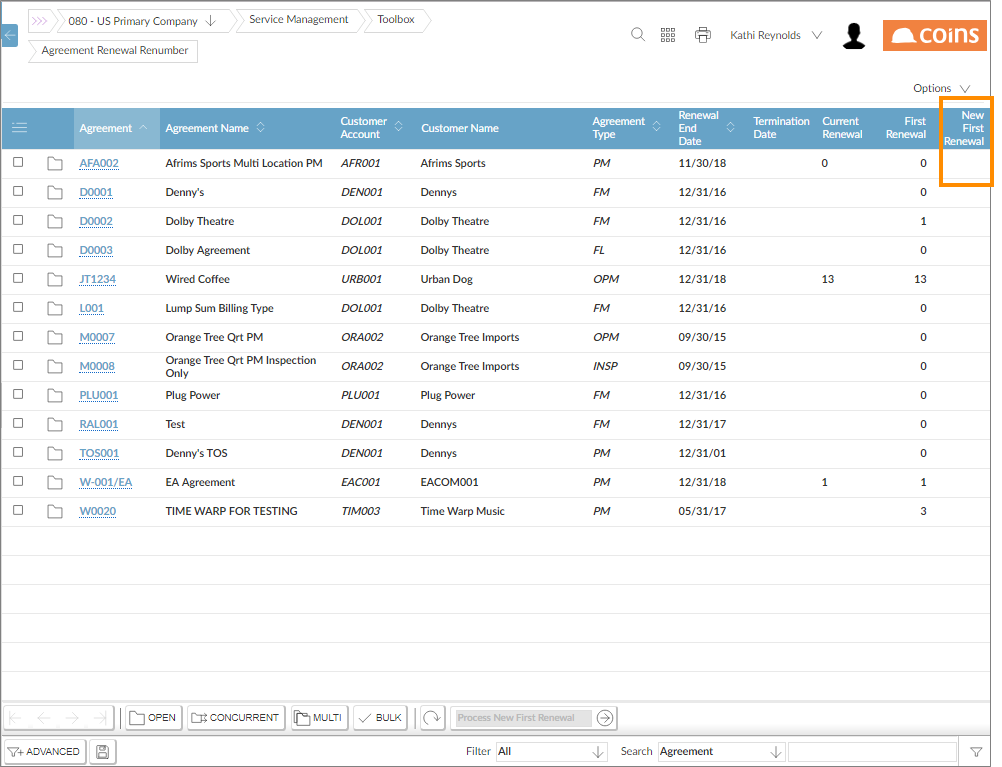 080 - US Primary Company
Service Management
Toolbox
Agreement Renewal Renumber
Kathi Reynolds
coins
Options
Agreement
Agreement Name
Customer
Account
Customer Name
Agreement
Type
Renewal
End
Date
Termination
Date
Current
Renewal
First
Renewal
New
First
Renewal
AFA002 Afrims Sports Multi Location PM AFR001 Afrims Sports PM 11/30/18 0 0
D0001 Denny's DEN001 Dennys FM 12/31/16 0
D0002 Dolby Theatre DOL001 Dolby Theatre FM 12/31/16 1
D0003 Dolby Agreement DOL001 Dolby Theatre FL 12/31/16 0
JT1234 Wired Coffee URB001 Urban Dog OPM 12/31/18 13 13
L001 Lump Sum Billing Type DOL001 Dolby Theatre FM 12/31/16 0
M0007 Orange Tree Qrt PM ORA002 Orange Tree Imports OPM 09/30/15 0
M0008 Orange Tree Qrt PM Inspection
Only ORA002 Orange Tree Imports INSP 09/30/15 0
PLU001 Plug Power PLU001 Plug Power FM 12/31/16 0
RAL001 Test DEN001 Dennys FM 12/31/17 0
TOS001 Denny's TOS DEN001 Dennys PM 12/31/01 0
W-001/EA EA Agreement EAC001 EACOM001 PM 12/31/18 1 1
W0020 TIME WARP FOR TESTING TIM003 Time Warp Music PM 05/31/17 3
OPEN CONCURRENT MULTI BULK Process New First Renewal
ADVANCED Filter All Search Agreement